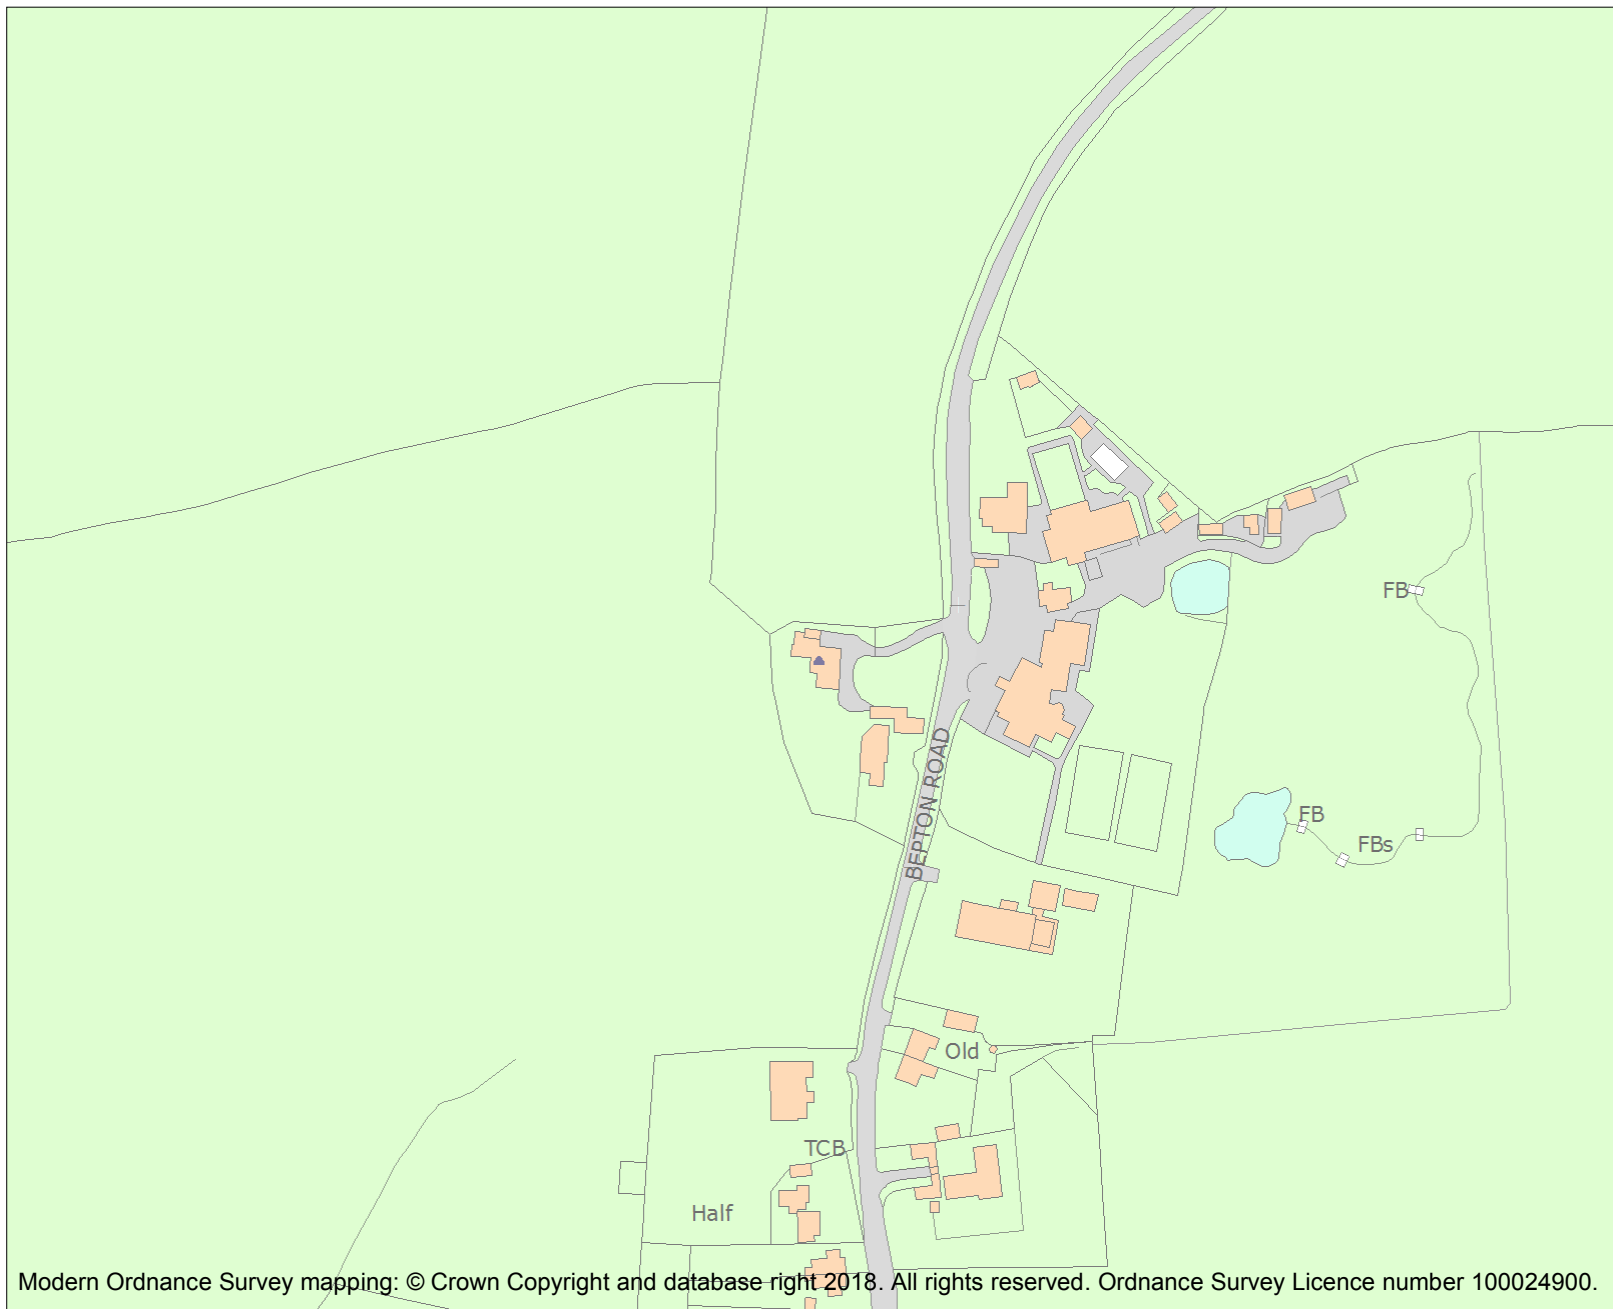 FB
BEPTON ROAD
FB
FBs
Old
TCB
Half
Modern Ordnance Survey mapping: © Crown Copyright and database right 2018. All rights reserved. Ordnance Survey Licence number 100024900.